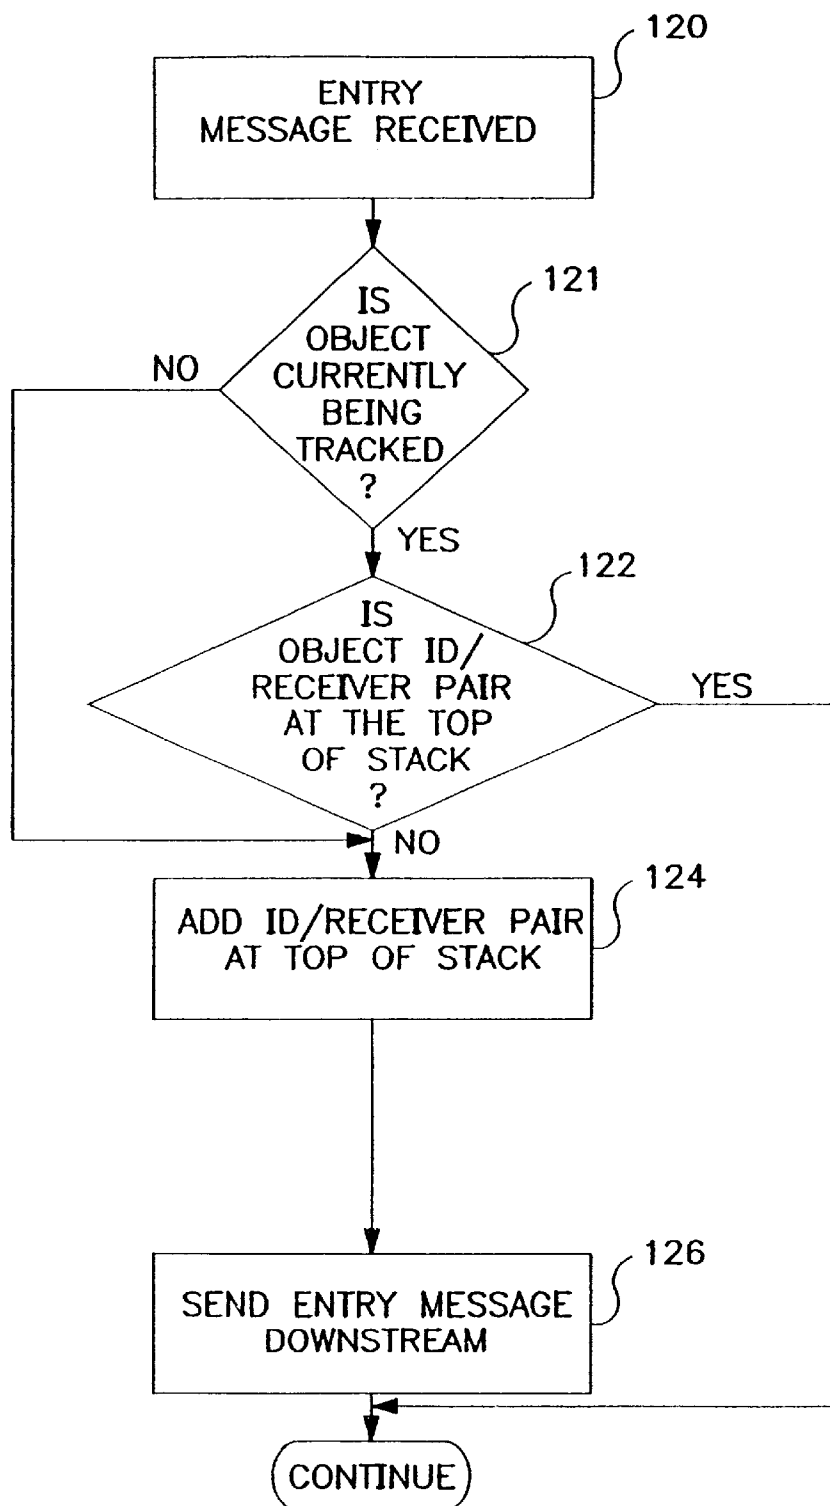 120
ENTRY
MESSAGE RECEIVED
121
IS
OBJECT
CURRENTLY
BEING
TRACKED
?
NO
YES
122
IS
OBJECT ID/
RECEIVER PAIR
AT THE TOP
OF STACK
?
YES
NO
124
ADD ID/RECEIVER PAIR
AT TOP OF STACK
126
SEND ENTRY MESSAGE
DOWNSTREAM
CONTINUE